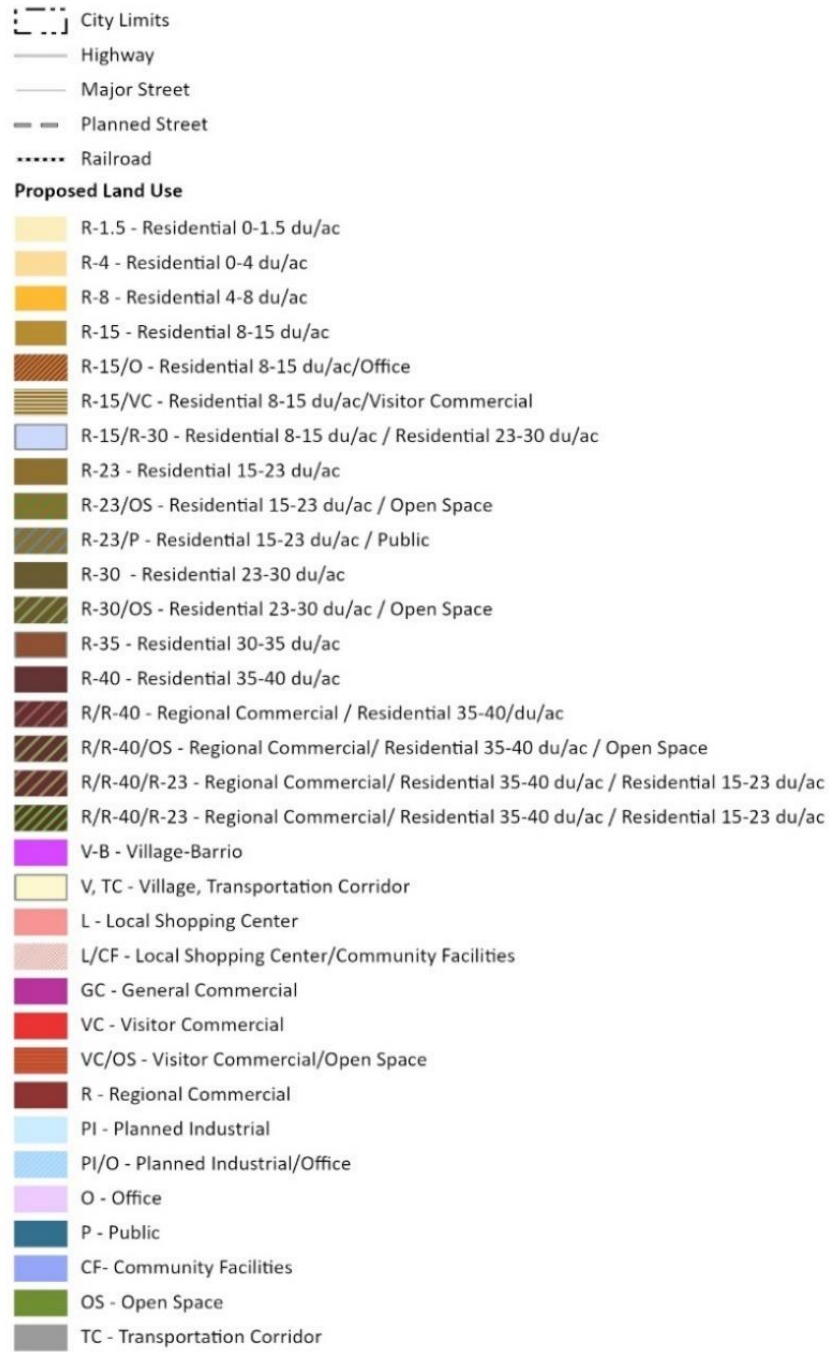 City Limits
Highway
Major Street
Planned Street
Railroad
Proposed Land Use
R-1.5 - Residential 0-1.5 du/ac
R-4 - Residential 0-4 du/ac
R-8 - Residential 4-8 du/ac
R-15 - Residential 8-15 du/ac
R-15/O - Residential 8-15 du/ac/Office
R-15/VC - Residential 8-15 du/ac/Visitor Commercial
R-15/R-30 - Residential 8-15 du/ac / Residential 23-30 du/ac
R-23 - Residential 15-23 du/ac
R-23/OS - Residential 15-23 du/ac / Open Space
R-23/P - Residential 15-23 du/ac / Public
R-30 - Residential 23-30 du/ac
R-30/OS - Residential 23-30 du/ac / Open Space
R-35 - Residential 30-35 du/ac
R-40 - Residential 35-40 du/ac
R/R-40 - Regional Commercial / Residential 35-40/du/ac
R/R-40/OS - Regional Commercial/ Residential 35-40 du/ac / Open Space
R/R-40/R-23 - Regional Commercial/ Residential 35-40 du/ac / Residential 15-23 du/ac
R/R-40/R-23 - Regional Commercial/ Residential 35-40 du/ac / Residential 15-23 du/ac
V-B - Village-Barrio
V, TC - Village, Transportation Corridor
L - Local Shopping Center
L/CF - Local Shopping Center/Community Facilities
GC - General Commercial
VC - Visitor Commercial
VC/OS - Visitor Commercial/Open Space
R - Regional Commercial
PI - Planned Industrial
PI/O - Planned Industrial/Office
O - Office
P - Public
CF- Community Facilities
OS - Open Space
TC - Transportation Corridor